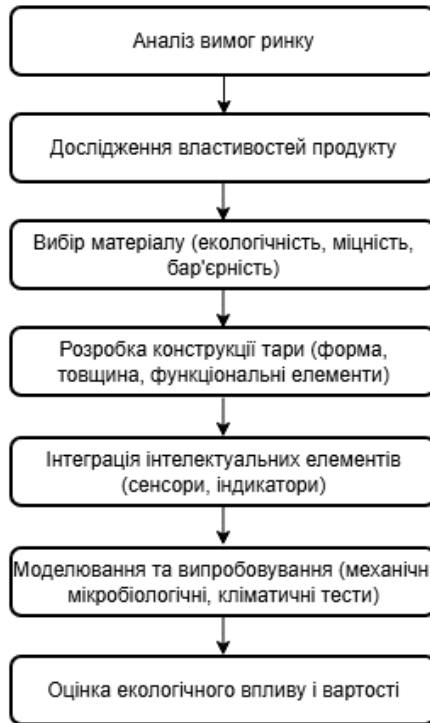 Аналіз вимог ринку
Дослідження властивостей продукту
Вибір матеріалу (екологічність, міцність,
бар'єрність)
Розробка конструкції тари (форма,
товщина, функціональні елементи)
Інтеграція інтелектуальних елементів
(сенсори, індикатори)
Моделювання та випробовування (механічн
мікробіологічні, кліматичні тести)
Оцінка екологічного впливу і вартості